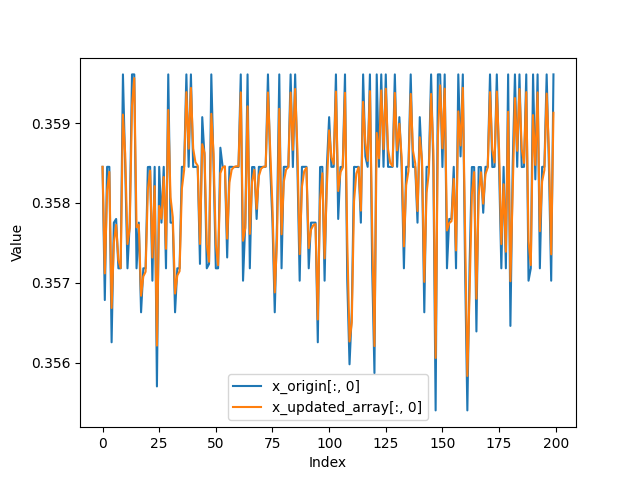 0.359
0.358
0.357
0.356
Value
x_origin[:, 0]
x_updated_array[:, 0]
0 25 50 75 100 125 150 175 200
Index